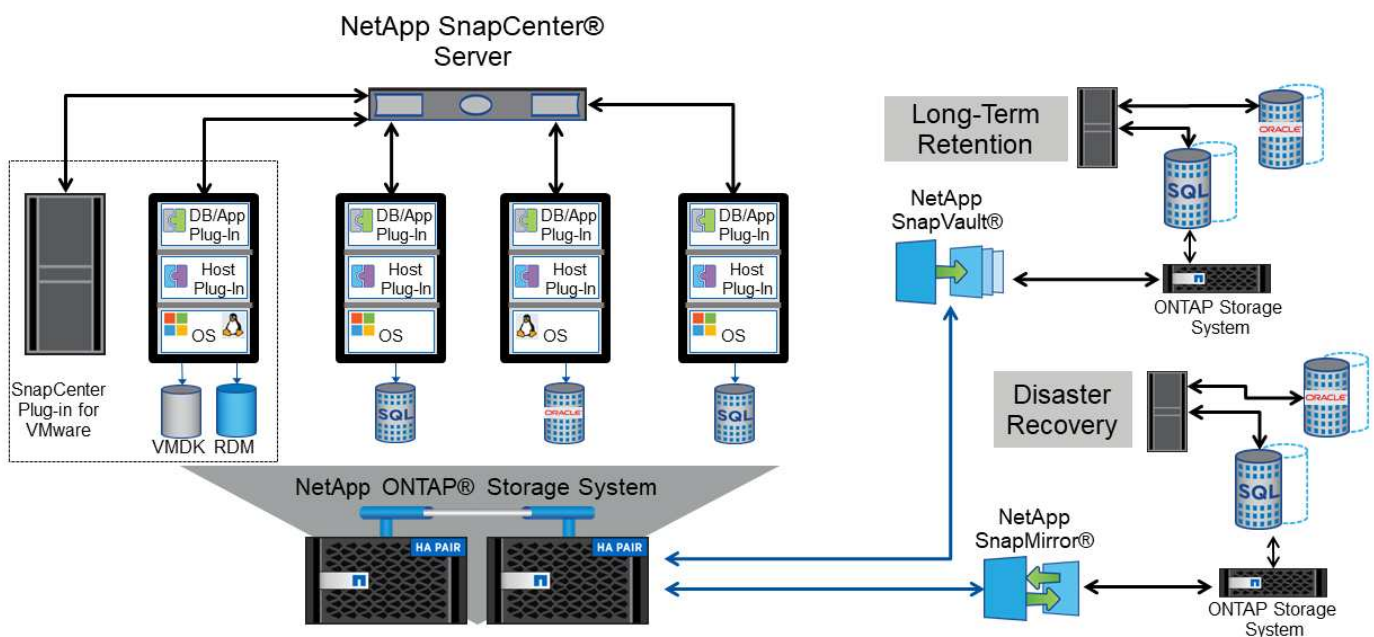 NetApp SnapCenter®
Server
DB/App
Plug-In
Host
Plug-In
OS
DB/App
Plug-In
Host
Plug-In
OS
DB/App
Plug-In
Host
Plug-In
OS
DB/App
Plug-In
Host
Plug-In
OS
SnapCenter
Plug-in for
VMware
VMDK
RDM
SQL
ORACLE
SQL
NetApp ONTAP® Storage System
HA PAIR
HA PAIR
Long-Term
Retention
ORACLE
SQL
NetApp
SnapVault®
ONTAP Storage
System
Disaster
Recovery
ORACLE
SQL
NetApp
SnapMirror®
ONTAP Storage
System